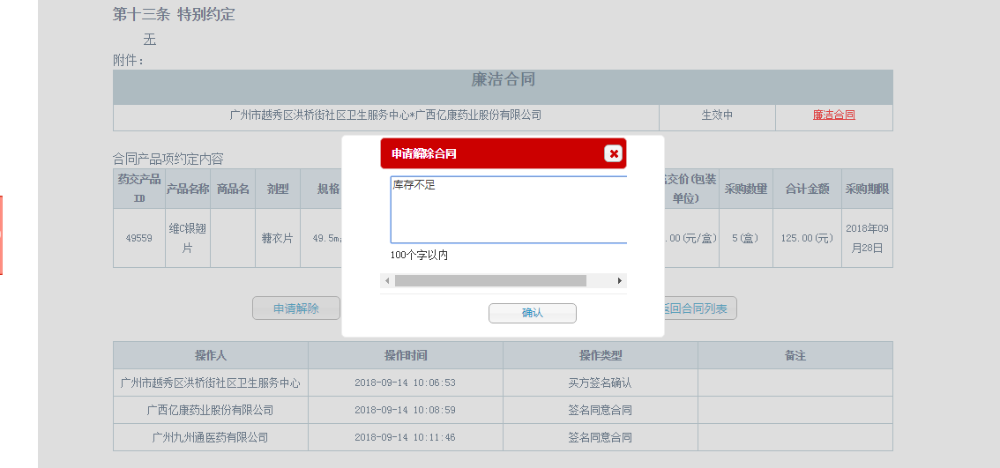 第十三条 特别约定
无
附件：
廉洁合同
广州市越秀区洪桥街社区卫生服务中心*广西亿康药业股份有限公司 生效中 廉洁合同
合同产品项约定内容
药交产品ID 产品名称 商品名 剂型 规格 交价(包装单位) 采购数量 合计金额 采购期限
49559 维C银翘片 糖衣片 49.5m .00(元/盒) 5(盒) 125.00(元) 2018年09月28日
申请解除合同
库存不足
100个字以内
确认
申请解除 返回合同列表
操作人 操作时间 操作类型 备注
广州市越秀区洪桥街社区卫生服务中心 2018-09-14 10:06:53 买方签名确认
广西亿康药业股份有限公司 2018-09-14 10:08:59 签名同意合同
广州九州通医药有限公司 2018-09-14 10:11:46 签名同意合同